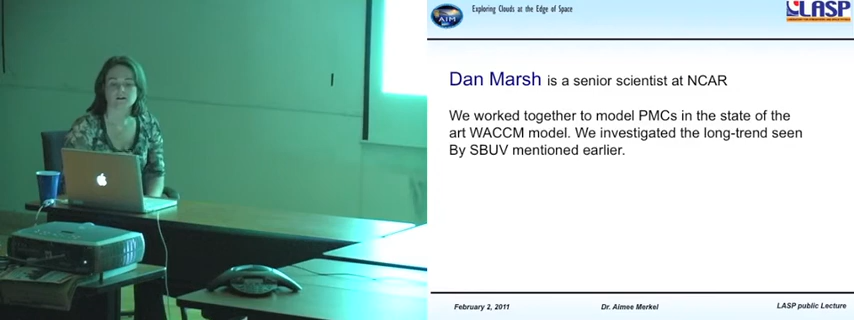 AIM
Exploring Clouds at the Edge of Space
LASP
Dan Marsh is a senior scientist at NCAR
We worked together to model PMCs in the state of the
art WACCM model. We investigated the long-trend seen
By SBUV mentioned earlier.
February 2, 2011
Dr. Aimee Merkel
LASP public Lecture